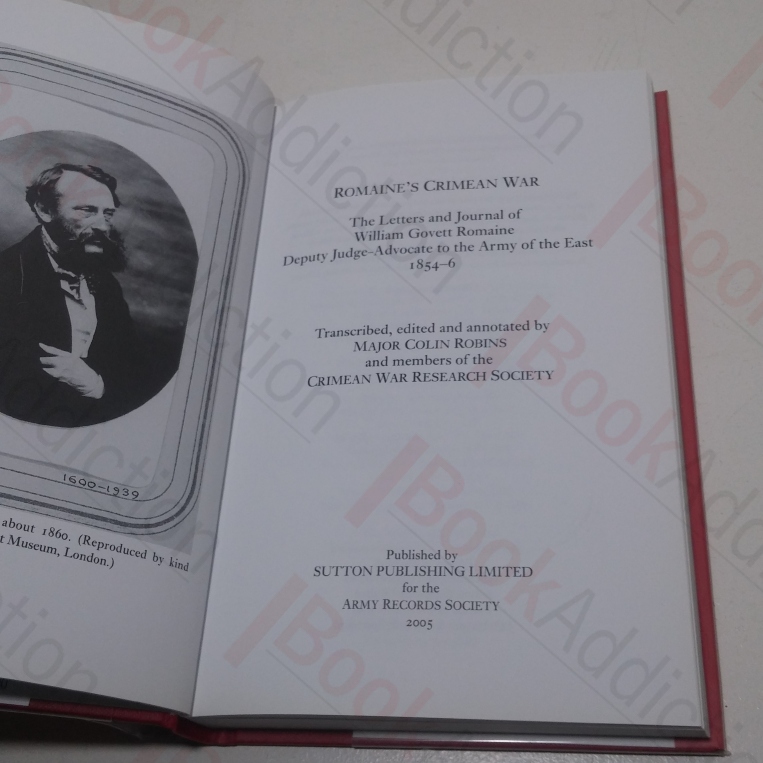 1600-1939
about 1860. (Reproduced by kind
Museum, London.)
ROMAINE'S CRIMEAN WAR
The Letters and Journal of
William Govett Romaine
Deputy Judge-Advocate to the Army of the East
1854–6
Transcribed, edited and annotated by
MAJOR COLIN ROBINS
and members of the
CRIMEAN WAR RESEARCH SOCIETY
Published by
SUTTON PUBLISHING LIMITED
for the
ARMY RECORDS SOCIETY
2005
BookAddiction